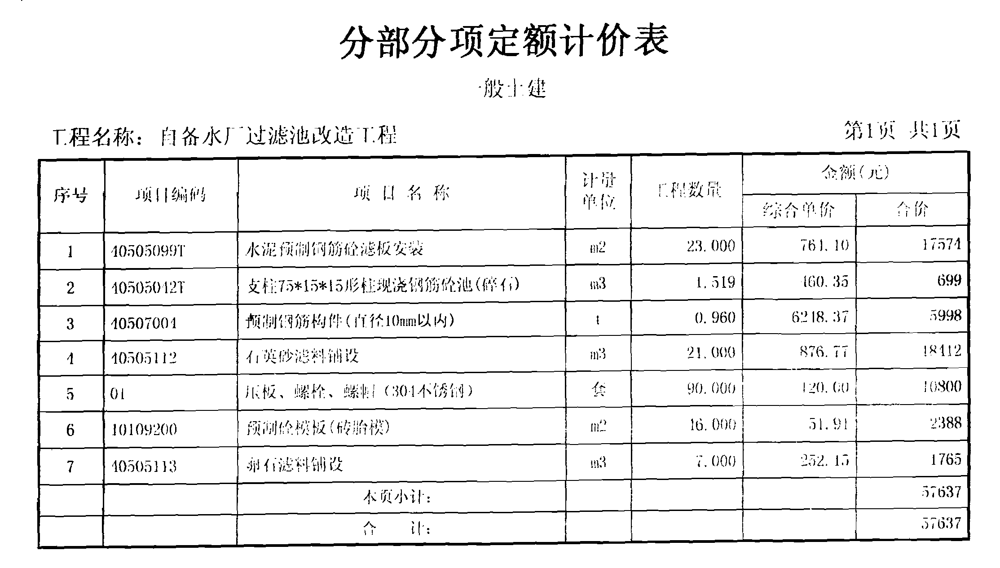 分部分项定额计价表
一般土建
工程名称：自备水厂过滤池改造工程 第1页 共1页
序号 项目编码 项目名称 计量单位 工程数量 金额(元)
综合单价 合价
1 40505099T 水泥预制钢筋砼滤板安装 m2 23.000 764.10 17574
2 40505042T 支柱75*15*15形柱现浇钢筋砼池(碎石) m3 1.519 460.35 699
3 40507004 预制钢筋构件(直径10mm以内) t 0.960 6248.37 5998
4 40505112 石英砂滤料铺设 m3 21.000 876.77 18412
5 01 压板、螺栓、螺帽（304不锈钢） 套 90.000 120.00 10800
6 10109200 预制砼模板(砖胎模) m2 46.000 51.91 2388
7 40505113 卵石滤料铺设 m3 7.000 252.15 1765
本页小计： 57637
合 计： 57637